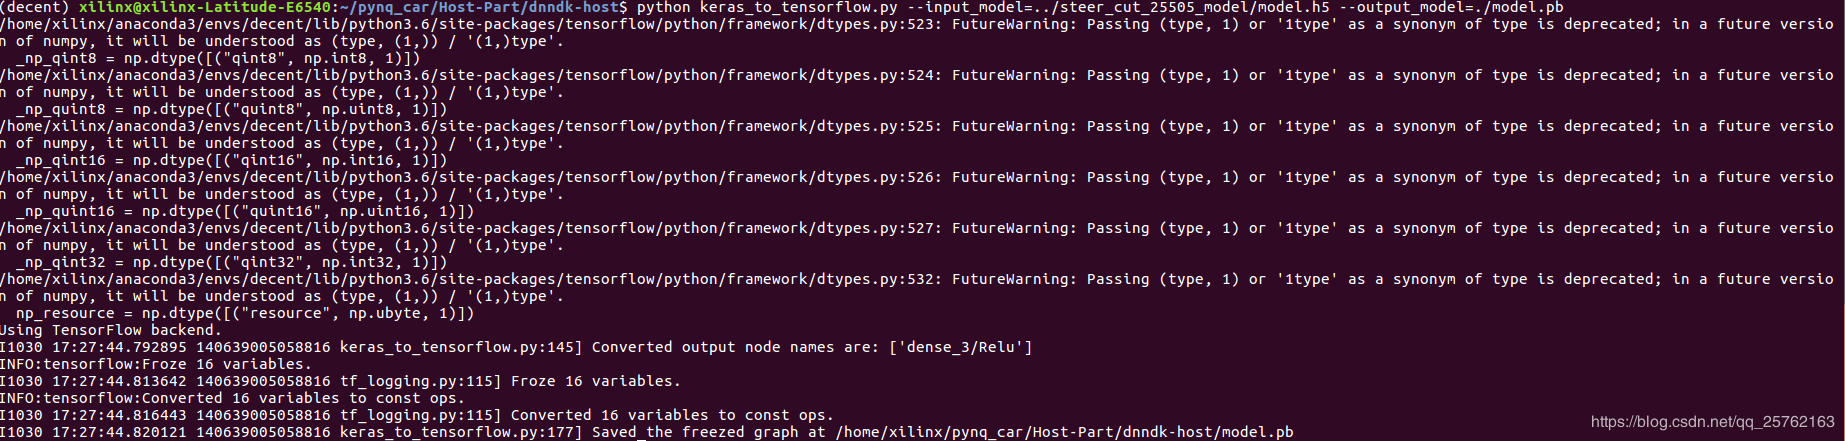 (decent) xilinx@xilinx-Latitude-E6540:~/pynq_car/Host-Part/dnndk-host$ python keras_to_tensorflow.py --input_model=../steer_cut_25505_model/model.h5 --output_model=./model.pb
/home/xilinx/anaconda3/envs/decent/lib/python3.6/site-packages/tensorflow/python/framework/dtypes.py:523: FutureWarning: Passing (type, 1) or '1type' as a synonym of type is deprecated; in a future versio
n of numpy, it will be understood as (type, (1,)) / '(1,)type'.
  _np_qint8 = np.dtype([("qint8", np.int8, 1)])
/home/xilinx/anaconda3/envs/decent/lib/python3.6/site-packages/tensorflow/python/framework/dtypes.py:524: FutureWarning: Passing (type, 1) or '1type' as a synonym of type is deprecated; in a future versio
n of numpy, it will be understood as (type, (1,)) / '(1,)type'.
  _np_quint8 = np.dtype([("quint8", np.uint8, 1)])
/home/xilinx/anaconda3/envs/decent/lib/python3.6/site-packages/tensorflow/python/framework/dtypes.py:525: FutureWarning: Passing (type, 1) or '1type' as a synonym of type is deprecated; in a future versio
n of numpy, it will be understood as (type, (1,)) / '(1,)type'.
  _np_qint16 = np.dtype([("qint16", np.int16, 1)])
/home/xilinx/anaconda3/envs/decent/lib/python3.6/site-packages/tensorflow/python/framework/dtypes.py:526: FutureWarning: Passing (type, 1) or '1type' as a synonym of type is deprecated; in a future versio
n of numpy, it will be understood as (type, (1,)) / '(1,)type'.
  _np_quint16 = np.dtype([("quint16", np.uint16, 1)])
/home/xilinx/anaconda3/envs/decent/lib/python3.6/site-packages/tensorflow/python/framework/dtypes.py:527: FutureWarning: Passing (type, 1) or '1type' as a synonym of type is deprecated; in a future versio
n of numpy, it will be understood as (type, (1,)) / '(1,)type'.
  _np_qint32 = np.dtype([("qint32", np.int32, 1)])
/home/xilinx/anaconda3/envs/decent/lib/python3.6/site-packages/tensorflow/python/framework/dtypes.py:532: FutureWarning: Passing (type, 1) or '1type' as a synonym of type is deprecated; in a future versio
n of numpy, it will be understood as (type, (1,)) / '(1,)type'.
  np_resource = np.dtype([("resource", np.ubyte, 1)])
Using TensorFlow backend.
I1030 17:27:44.792895 140639005058816 keras_to_tensorflow.py:145] Converted output node names are: ['dense_3/Relu']
INFO:tensorflow:Froze 16 variables.
I1030 17:27:44.813642 140639005058816 tf_logging.py:115] Froze 16 variables.
INFO:tensorflow:Converted 16 variables to const ops.
I1030 17:27:44.816443 140639005058816 tf_logging.py:115] Converted 16 variables to const ops.
I1030 17:27:44.820121 140639005058816 keras_to_tensorflow.py:177] Saved the freezed graph at /home/xilinx/pynq_car/Host-Part/dnndk-host/model.pb
https://blog.csdn.net/qq_25762163